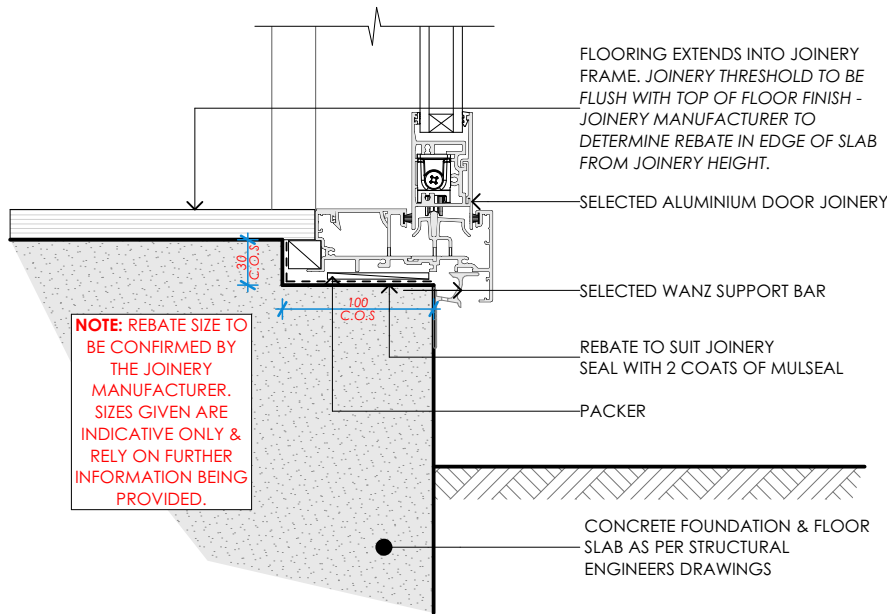 FLOORING EXTENDS INTO JOINERY
FRAME. JOINERY THRESHOLD TO BE
FLUSH WITH TOP OF FLOOR FINISH -
JOINERY MANUFACTURER TO
DETERMINE REBATE IN EDGE OF SLAB
FROM JOINERY HEIGHT.
SELECTED ALUMINIUM DOOR JOINERY
30
C.O.S
SELECTED WANZ SUPPORT BAR
100
C.O.S
NOTE: REBATE SIZE TO
BE CONFIRMED BY
THE JOINERY
MANUFACTURER.
SIZES GIVEN ARE
INDICATIVE ONLY &
RELY ON FURTHER
INFORMATION BEING
PROVIDED.
REBATE TO SUIT JOINERY
SEAL WITH 2 COATS OF MULSEAL
PACKER
CONCRETE FOUNDATION & FLOOR
SLAB AS PER STRUCTURAL
ENGINEERS DRAWINGS